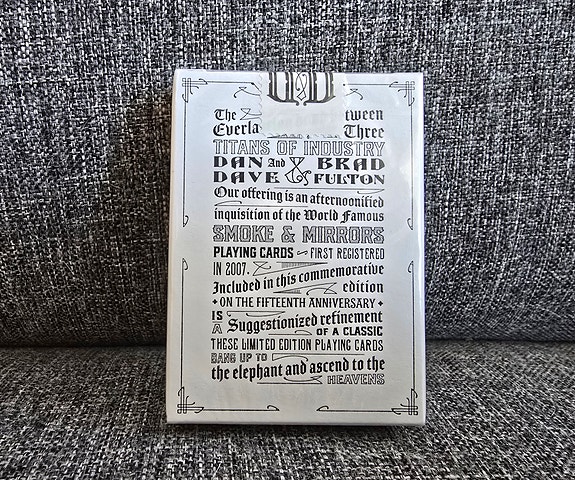 The tween
Everla Three
TITANS OF INDUSTRY
DAN And BRAD
DAVE & FULTON
Our offering is an afternoonified
inquisition of the World Famous
SMOKE & MIRRORS
PLAYING CARDS ~ FIRST REGISTERED
IN 2007.
Included in this commemorative
edition
• ON THE FIFTEENTH ANNIVERSARY •
IS
A Suggestionized refinement
OF A CLASSIC
THESE LIMITED EDITION PLAYING CARDS
BANG UP TO
the elephant and ascend to the
HEAVENS